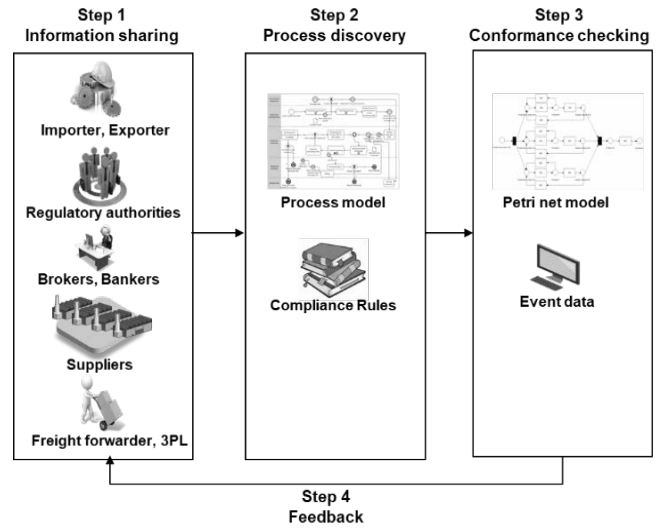 Step 1
Information sharing
Importer, Exporter
Regulatory authorities
Brokers, Bankers
Suppliers
Freight forwarder, 3PL
Step 2
Process discovery
Process model
Compliance Rules
Step 3
Conformance checking
Petri net model
Event data
Step 4
Feedback